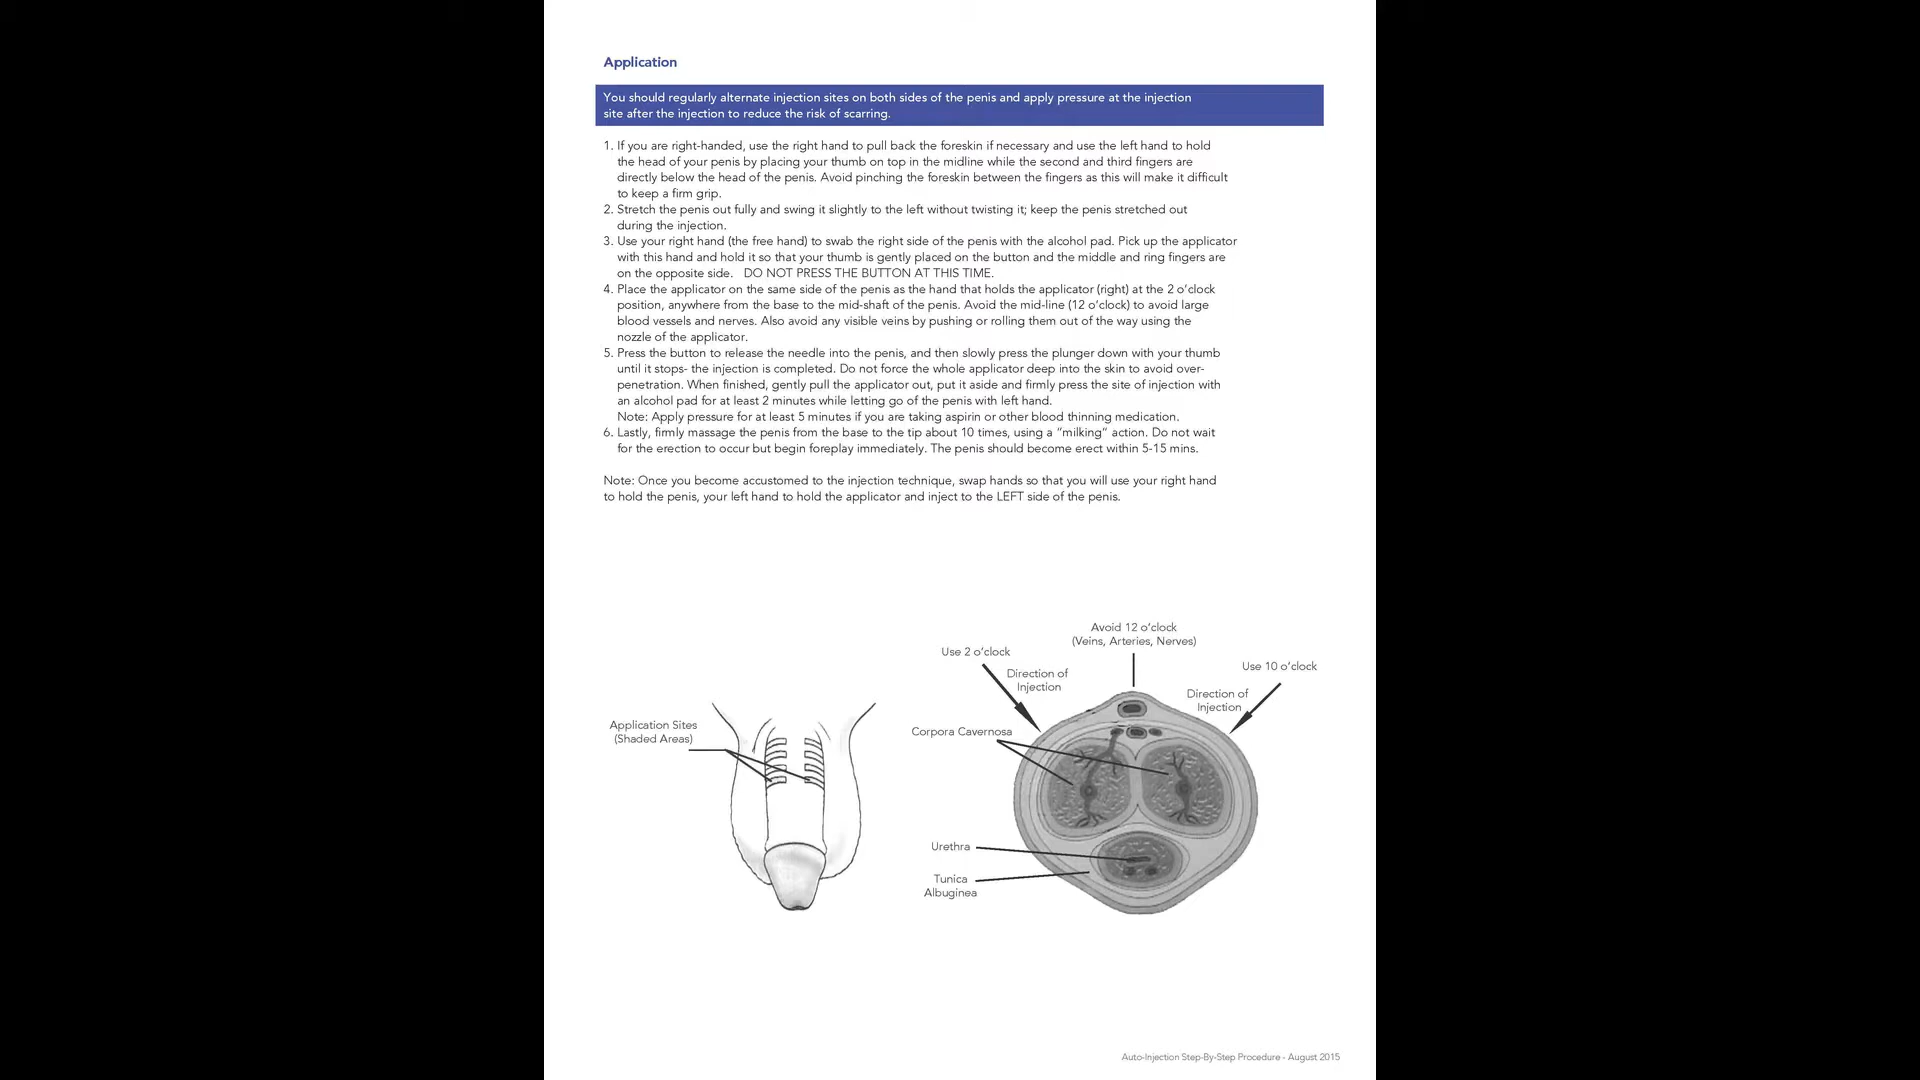 Application
You should regularly alternate injection sites on both sides of the penis and apply pressure at the injection
site after the injection to reduce the risk of scarring.
1. If you are right-handed, use the right hand to pull back the foreskin if necessary and use the left hand to hold
the head of your penis by placing your thumb on top in the midline while the second and third fingers are
directly below the head of the penis. Avoid pinching the foreskin between the fingers as this will make it difficult
to keep a firm grip.
2. Stretch the penis out fully and swing it slightly to the left without twisting it; keep the penis stretched out
during the injection.
3. Use your right hand (the free hand) to swab the right side of the penis with the alcohol pad. Pick up the applicator
with this hand and hold it so that your thumb is gently placed on the button and the middle and ring fingers are
on the opposite side. DO NOT PRESS THE BUTTON AT THIS TIME.
4. Place the applicator on the same side of the penis as the hand that holds the applicator (right) at the 2 o’clock
position, anywhere from the base to the mid-shaft of the penis. Avoid the mid-line (12 o’clock) to avoid large
blood vessels and nerves. Also avoid any visible veins by pushing or rolling them out of the way using the
nozzle of the applicator.
5. Press the button to release the needle into the penis, and then slowly press the plunger down with your thumb
until it stops- the injection is completed. Do not force the whole applicator deep into the skin to avoid over-
penetration. When finished, gently pull the applicator out, put it aside and firmly press the site of injection with
an alcohol pad for at least 2 minutes while letting go of the penis with left hand.
Note: Apply pressure for at least 5 minutes if you are taking aspirin or other blood thinning medication.
6. Lastly, firmly massage the penis from the base to the tip about 10 times, using a “milking” action. Do not wait
for the erection to occur but begin foreplay immediately. The penis should become erect within 5-15 mins.
Note: Once you become accustomed to the injection technique, swap hands so that you will use your right hand
to hold the penis, your left hand to hold the applicator and inject to the LEFT side of the penis.
Application Sites
(Shaded Areas)
Avoid 12 o’clock
(Veins, Arteries, Nerves)
Use 2 o’clock
Direction of
Injection
Use 10 o’clock
Direction of
Injection
Corpora Cavernosa
Urethra
Tunica
Albuginea
Auto-Injection Step-By-Step Procedure - August 2015